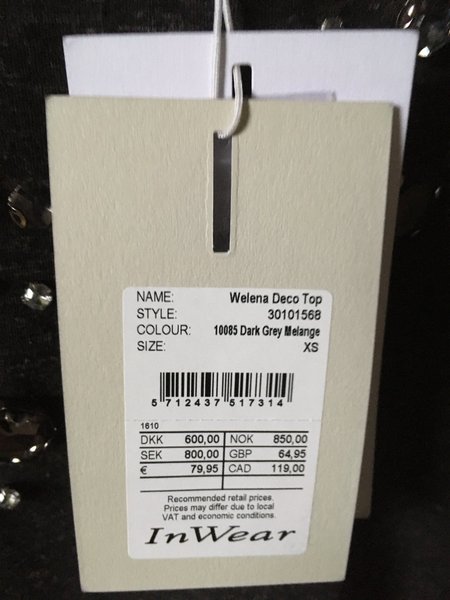 NAME: Welena Deco Top
STYLE: 30101568
COLOUR: 10085 Dark Grey Melange
SIZE: XS
5 712437 517314
1610
DKK 600,00 NOK 850,00
SEK 800,00 GBP 64,95
€ 79,95 CAD 119,00
Recommended retail prices.
Prices may differ due to local
VAT and economic conditions.
InWear